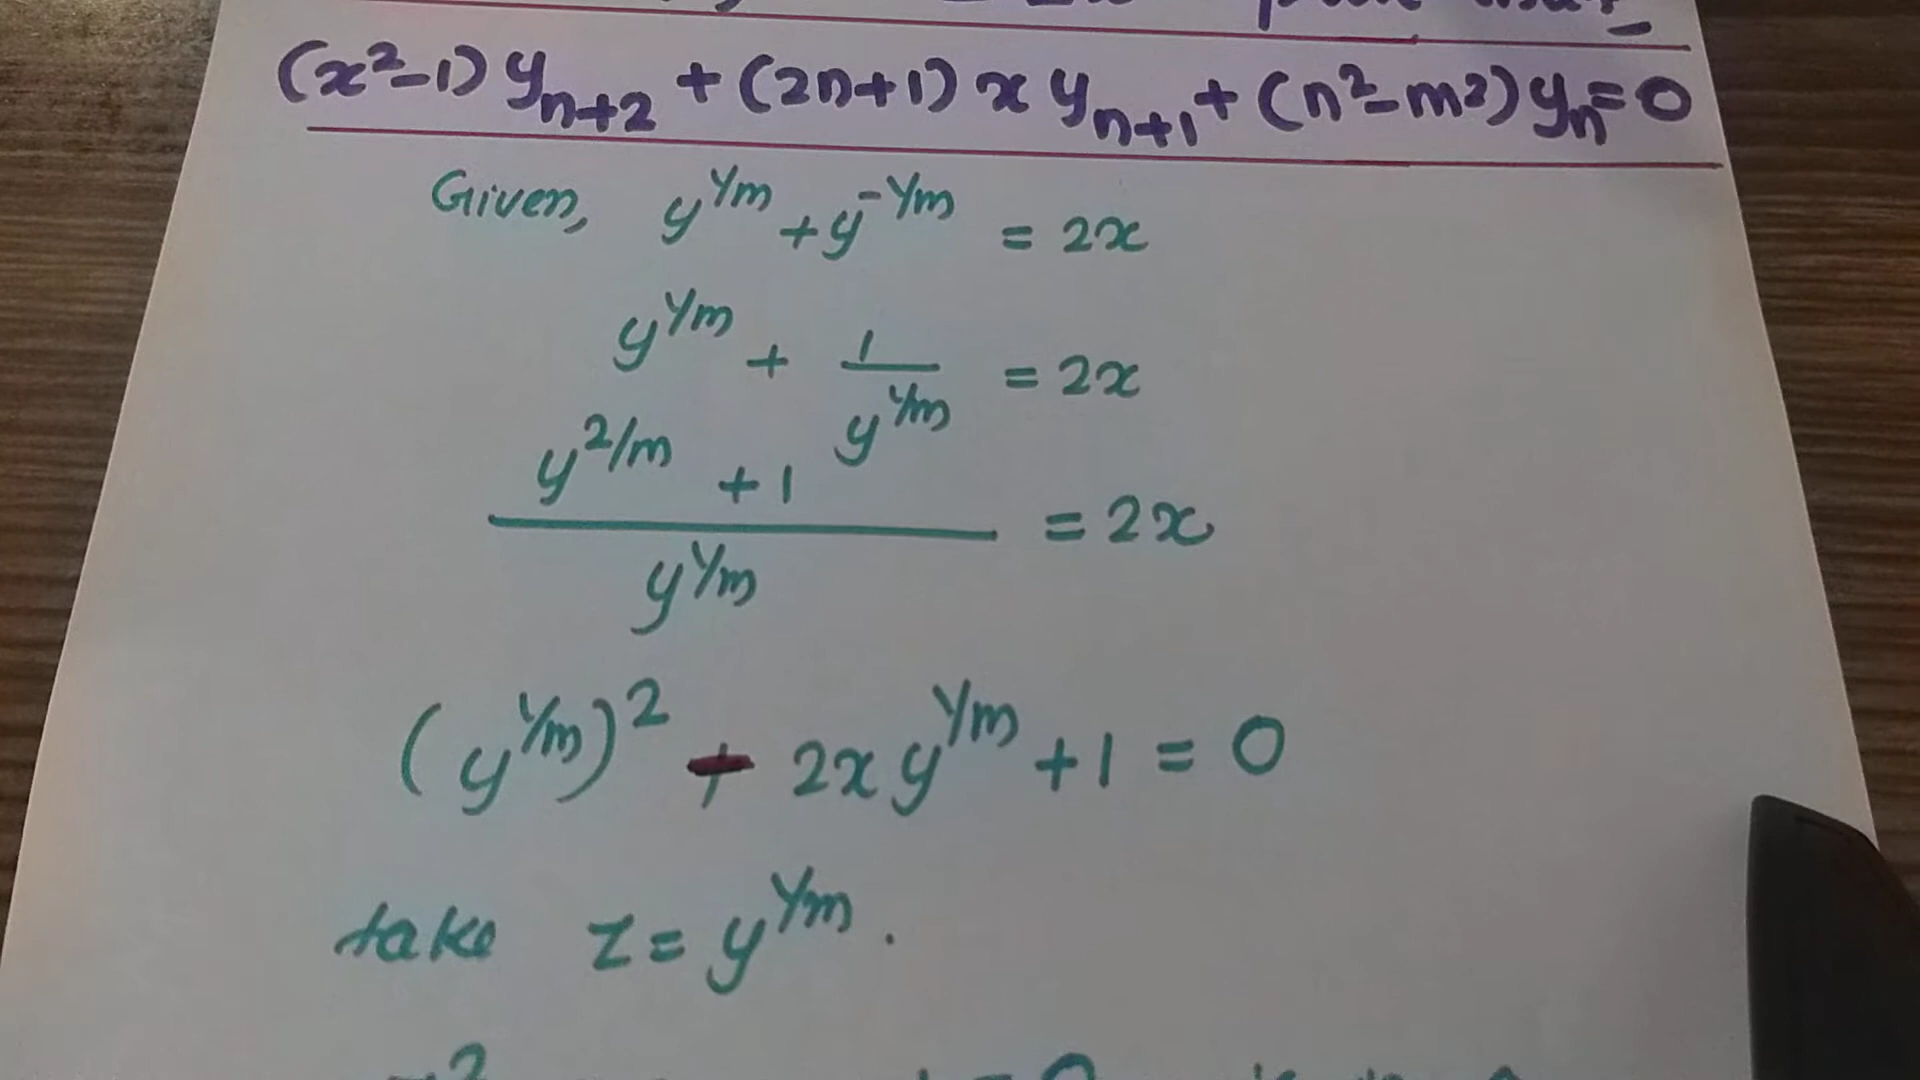 (x²-1) yₙ₊₂ + (2n+1) x yₙ₊₁ + (n²-m²) yₙ = 0
Given, y^{1/m} + y^{-1/m} = 2x
y^{1/m} + 1/y^{1/m} = 2x
(y^{2/m} + 1)/y^{1/m} = 2x
(y^{1/m})² - 2x y^{1/m} + 1 = 0
take z = y^{1/m}.